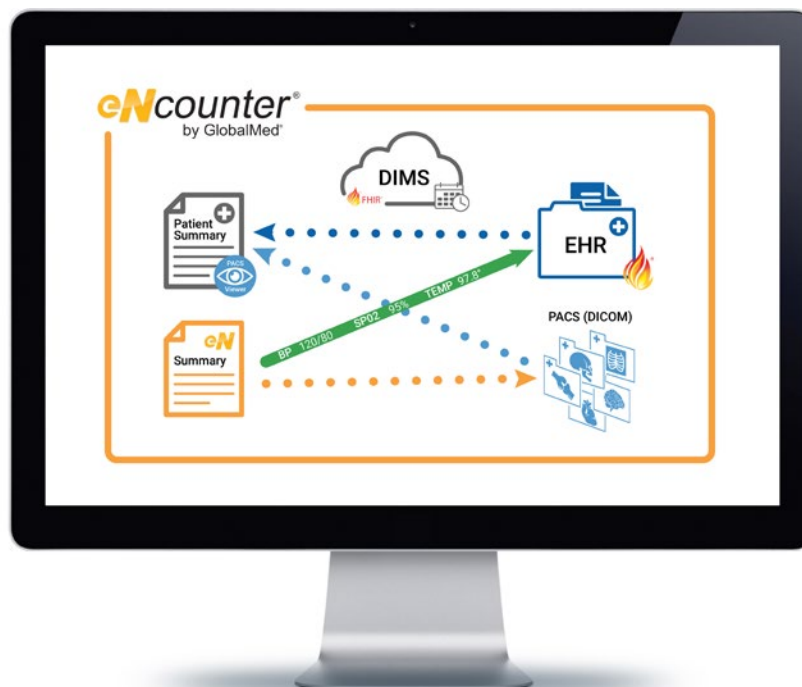 eNcounter®
by GlobalMed®
DIMS
FHIR®
Patient
Summary
PACS
Viewer
EHR
BP 120/80 SP02 95% TEMP 97.8°
PACS (DICOM)
eN
Summary